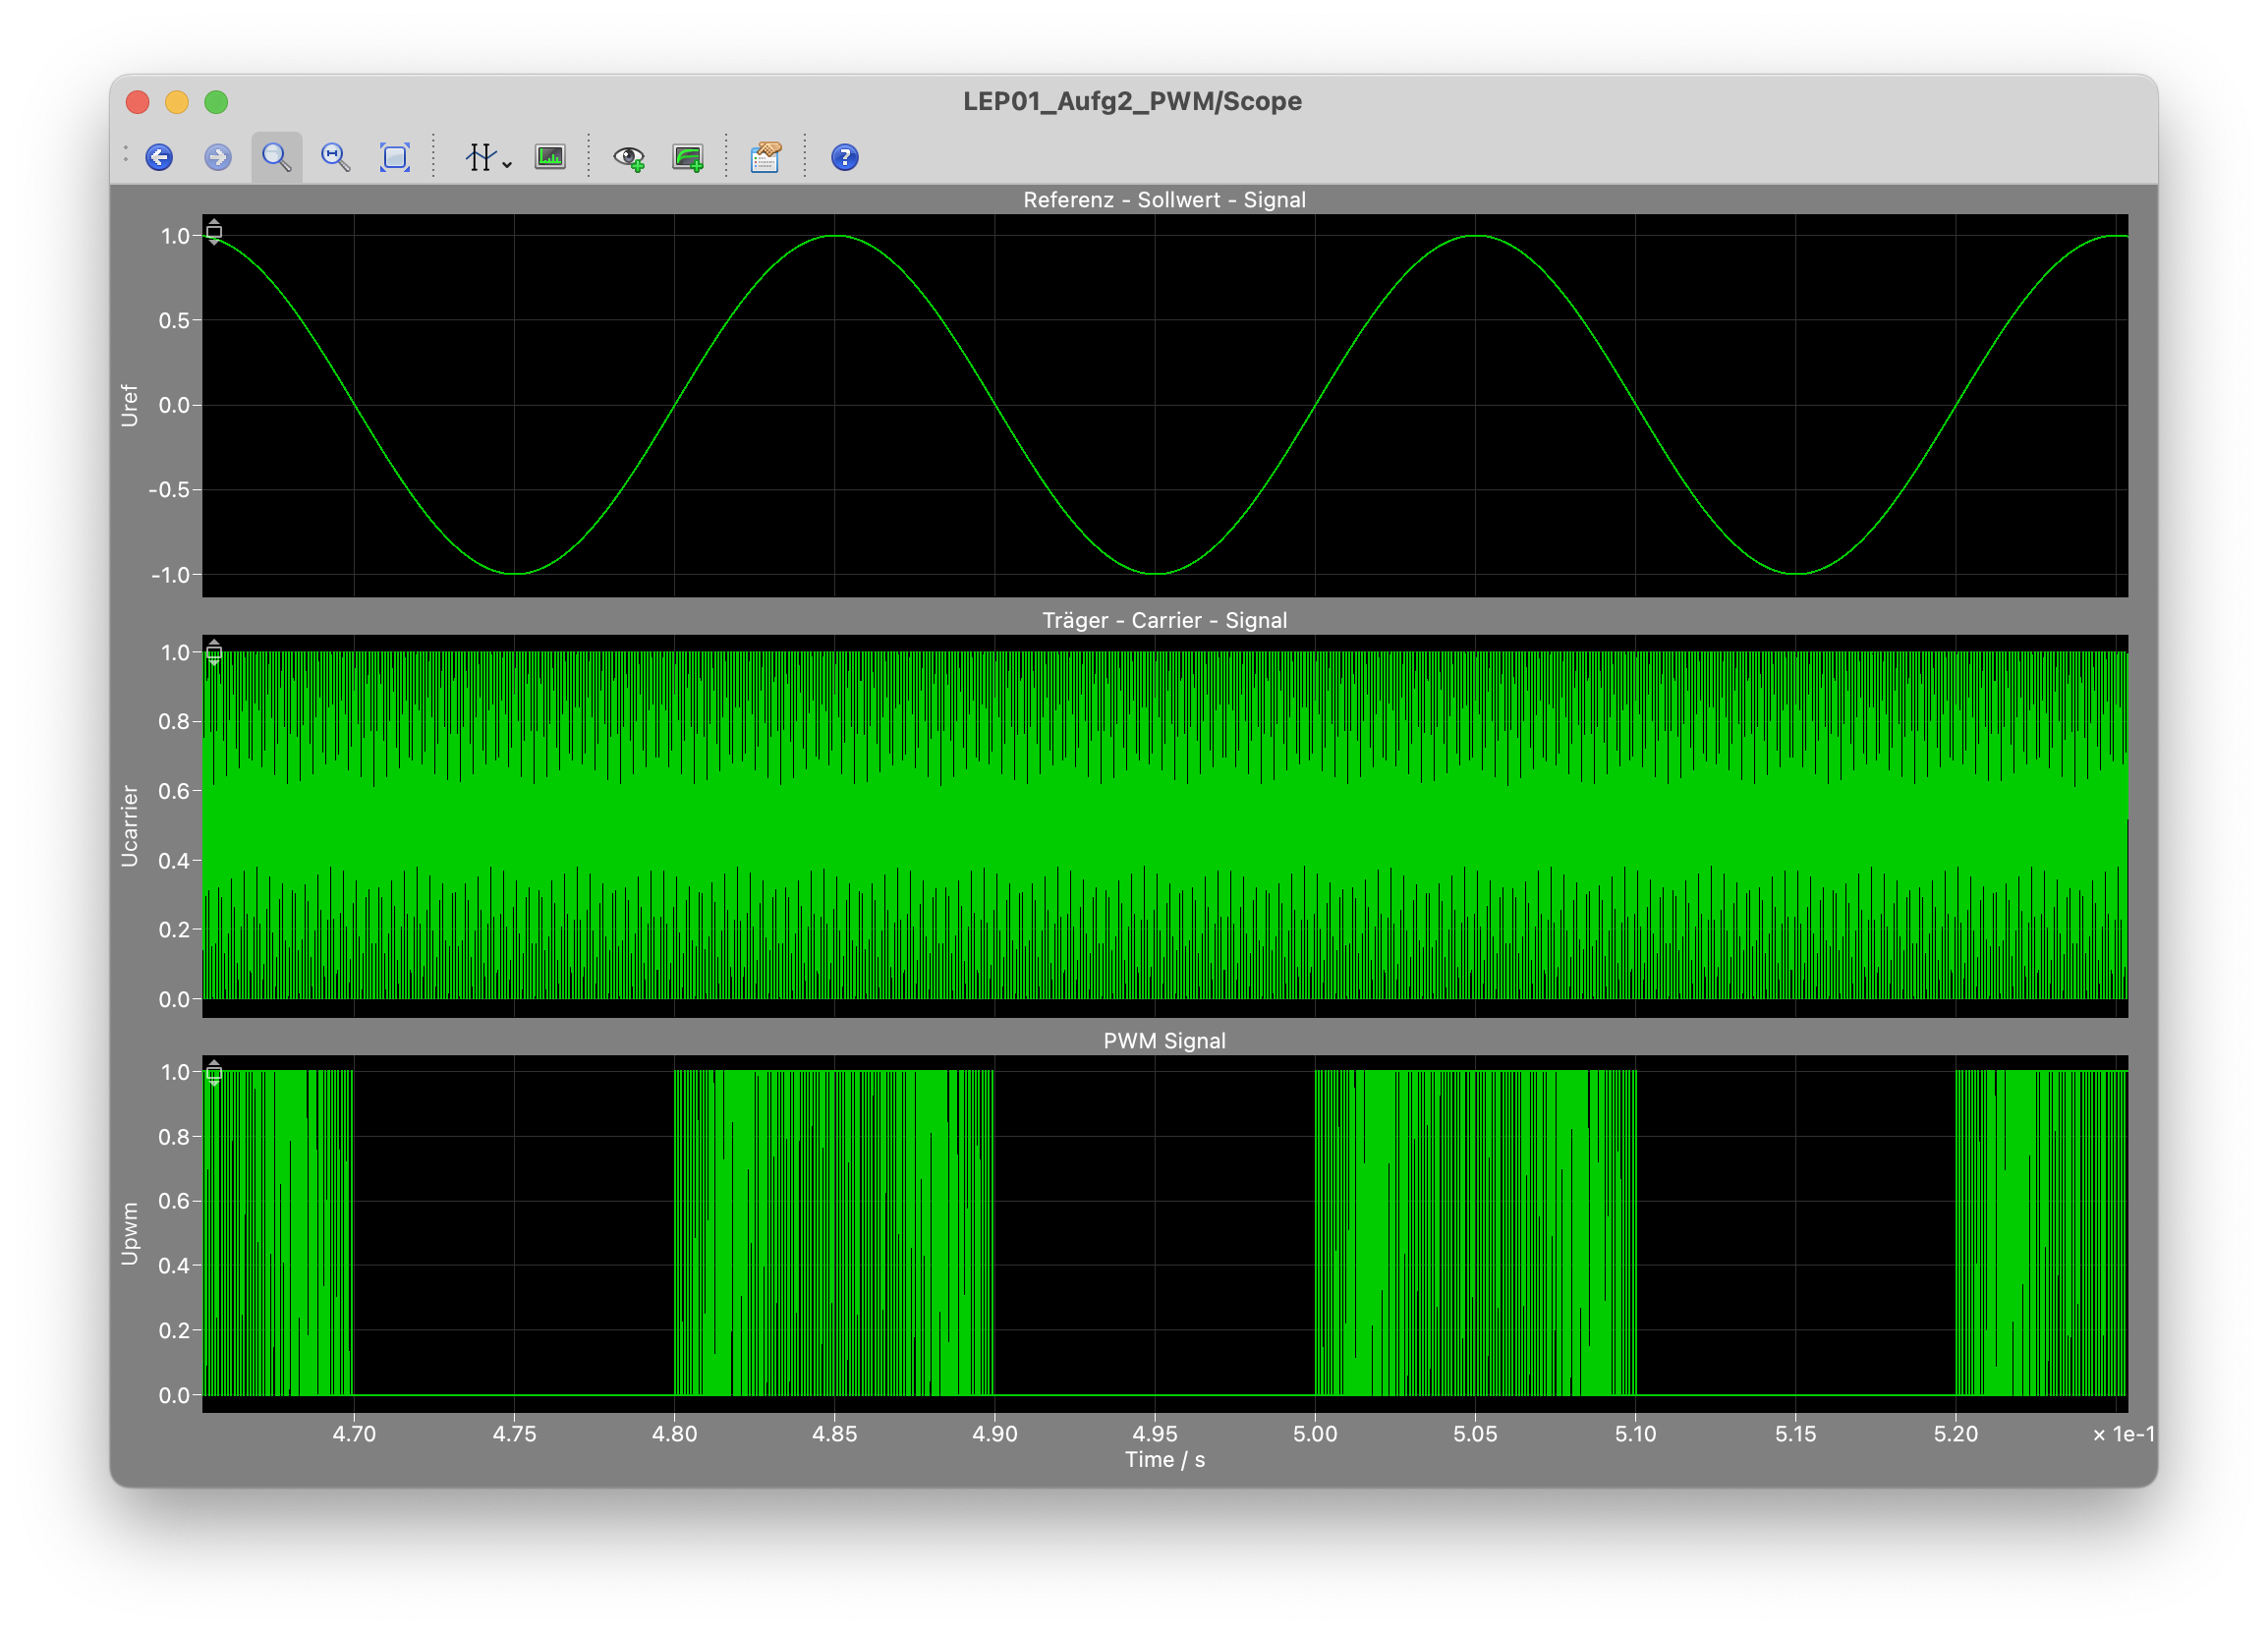 LEP01_Aufg2_PWM/Scope
Referenz - Sollwert - Signal
1.0
0.5
0.0
-0.5
-1.0
Uref
Träger - Carrier - Signal
1.0
0.8
0.6
0.4
0.2
0.0
Ucarrier
PWM Signal
1.0
0.8
0.6
0.4
0.2
0.0
Upwm
4.70 4.75 4.80 4.85 4.90 4.95 5.00 5.05 5.10 5.15 5.20 × 1e-1
Time / s